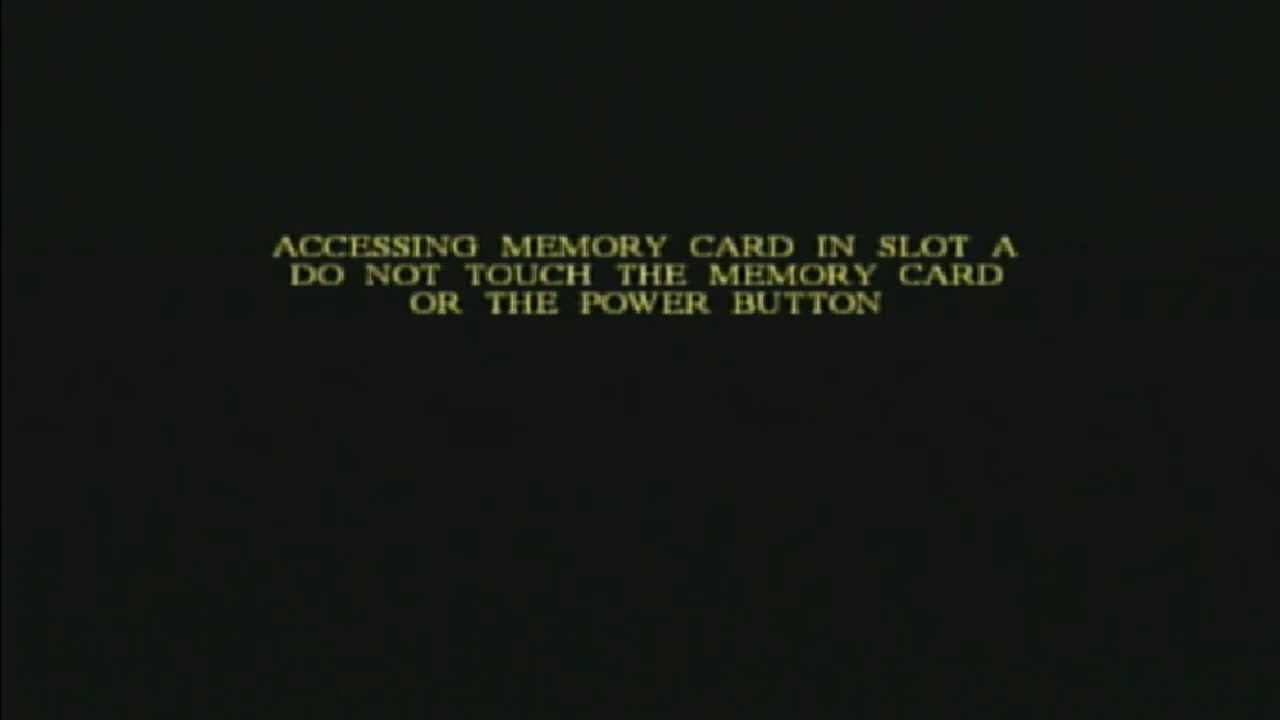 ACCESSING MEMORY CARD IN SLOT A
DO NOT TOUCH THE MEMORY CARD
OR THE POWER BUTTON